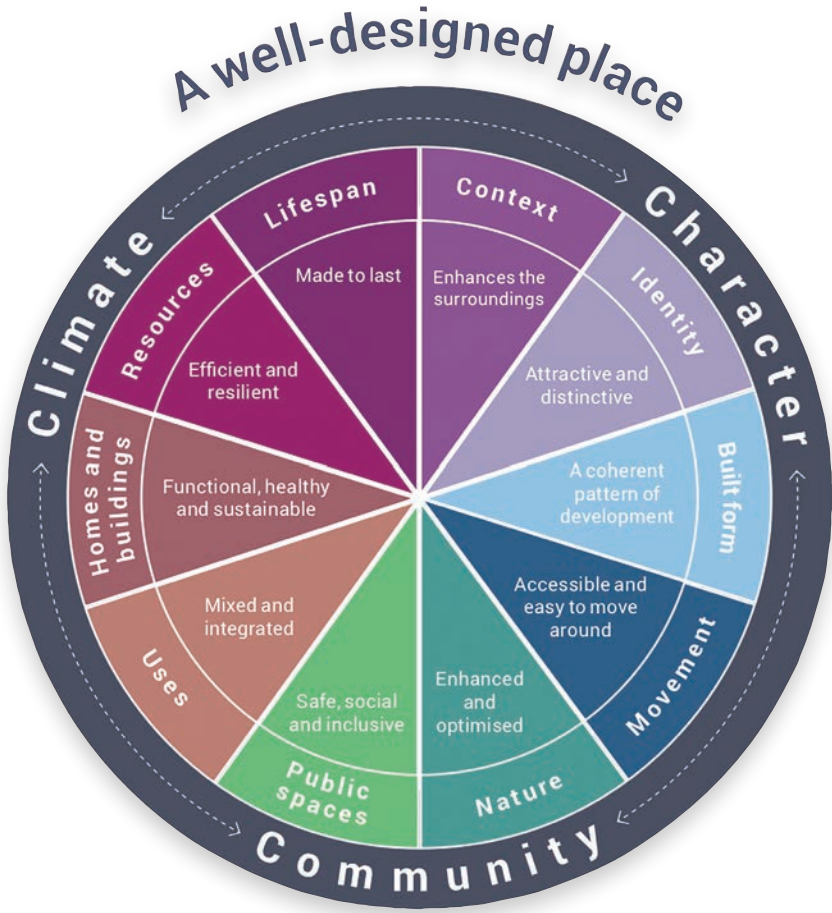 A well-designed place
Climate
Character
Community
Context
Enhances the
surroundings
Identity
Attractive and
distinctive
Built form
A coherent
pattern of
development
Movement
Accessible and
easy to move
around
Nature
Enhanced
and
optimised
Public
spaces
Safe, social
and inclusive
Uses
Mixed and
integrated
Homes and
buildings
Functional, healthy
and sustainable
Resources
Efficient and
resilient
Lifespan
Made to last